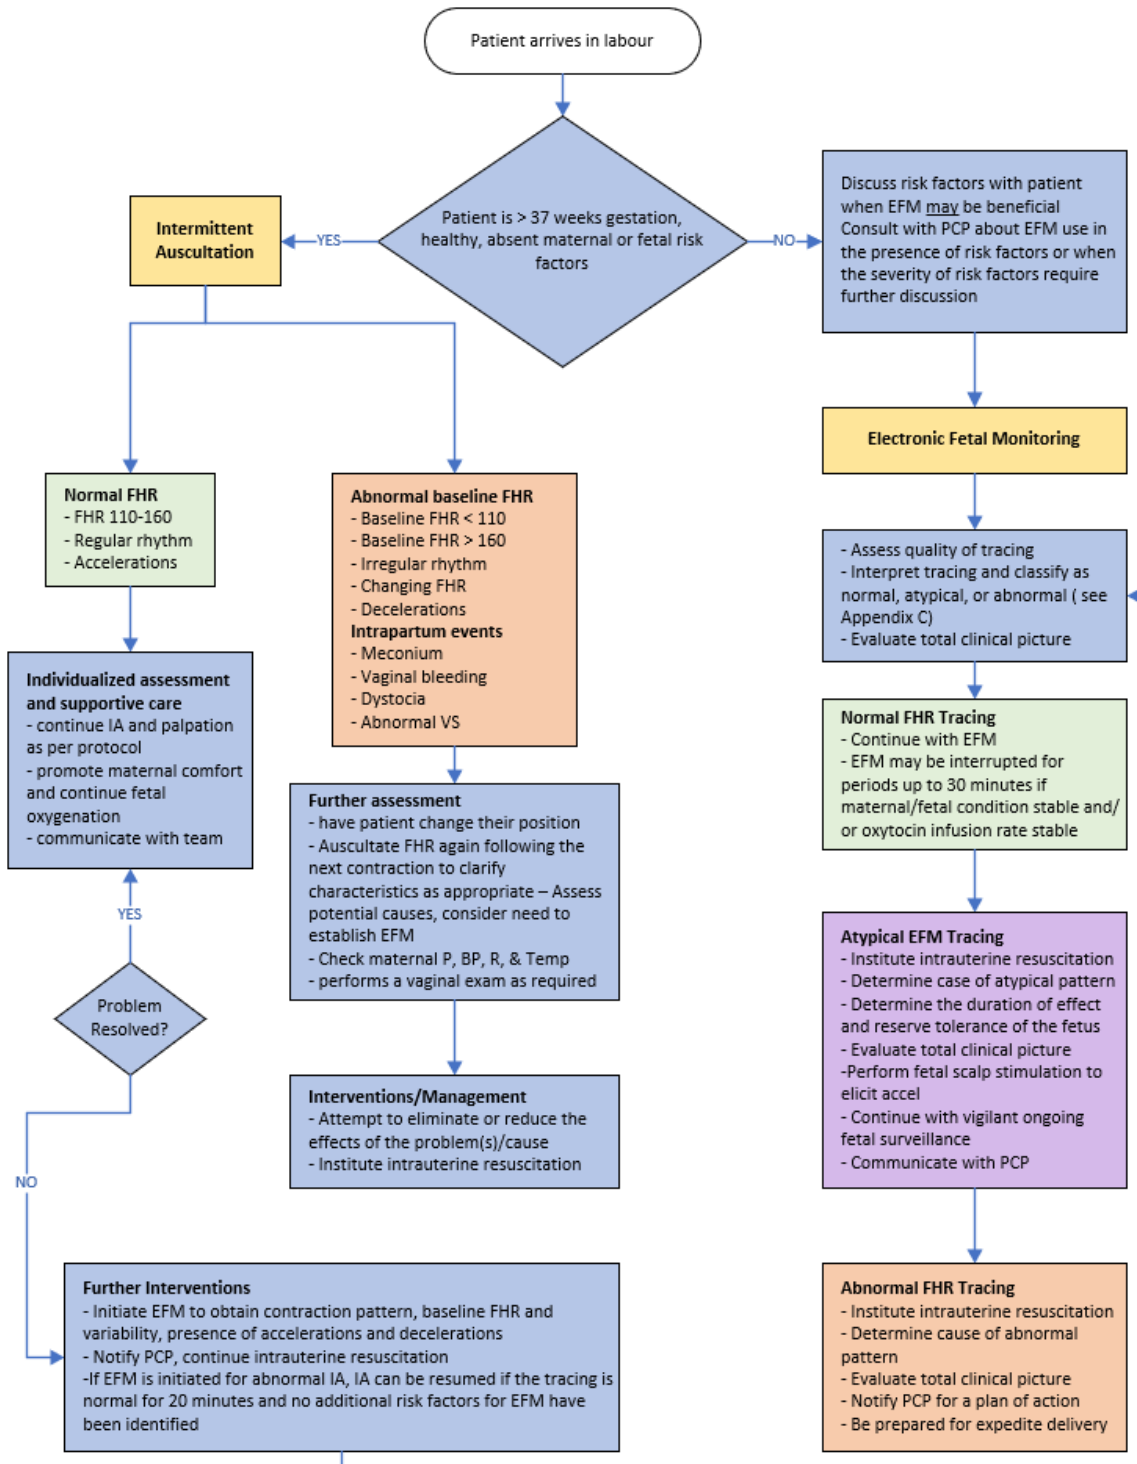 Patient arrives in labour
Patient is > 37 weeks gestation,
healthy, absent maternal or fetal risk
factors
YES
NO
Intermittent
Auscultation
Discuss risk factors with patient
when EFM may be beneficial
Consult with PCP about EFM use in
the presence of risk factors or when
the severity of risk factors require
further discussion
Electronic Fetal Monitoring
Normal FHR
- FHR 110-160
- Regular rhythm
- Accelerations
Abnormal baseline FHR
- Baseline FHR < 110
- Baseline FHR > 160
- Irregular rhythm
- Changing FHR
- Decelerations
Intrapartum events
- Meconium
- Vaginal bleeding
- Dystocia
- Abnormal VS
- Assess quality of tracing
- Interpret tracing and classify as
normal, atypical, or abnormal ( see
Appendix C)
- Evaluate total clinical picture
Individualized assessment
and supportive care
- continue IA and palpation
as per protocol
- promote maternal comfort
and continue fetal
oxygenation
- communicate with team
Normal FHR Tracing
- Continue with EFM
- EFM may be interrupted for
periods up to 30 minutes if
maternal/fetal condition stable and/
or oxytocin infusion rate stable
Further assessment
- have patient change their position
- Auscultate FHR again following the
next contraction to clarify
characteristics as appropriate – Assess
potential causes, consider need to
establish EFM
- Check maternal P, BP, R, & Temp
- performs a vaginal exam as required
YES
Problem
Resolved?
NO
Atypical EFM Tracing
- Institute intrauterine resuscitation
- Determine case of atypical pattern
- Determine the duration of effect
and reserve tolerance of the fetus
- Evaluate total clinical picture
-Perform fetal scalp stimulation to
elicit accel
- Continue with vigilant ongoing
fetal surveillance
- Communicate with PCP
Interventions/Management
- Attempt to eliminate or reduce the
effects of the problem(s)/cause
- Institute intrauterine resuscitation
Further Interventions
- Initiate EFM to obtain contraction pattern, baseline FHR and
variability, presence of accelerations and decelerations
- Notify PCP, continue intrauterine resuscitation
-If EFM is initiated for abnormal IA, IA can be resumed if the tracing is
normal for 20 minutes and no additional risk factors for EFM have
been identified
Abnormal FHR Tracing
- Institute intrauterine resuscitation
- Determine cause of abnormal
pattern
- Evaluate total clinical picture
- Notify PCP for a plan of action
- Be prepared for expedite delivery